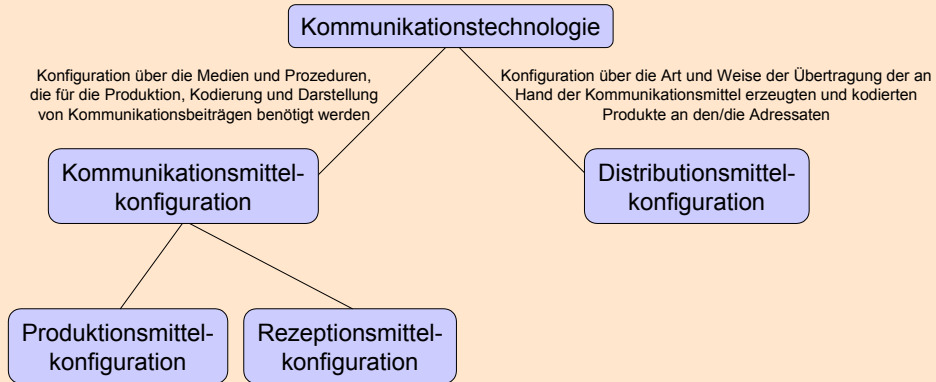 Kommunikationstechnologie
Konfiguration über die Medien und Prozeduren,
die für die Produktion, Kodierung und Darstellung
von Kommunikationsbeiträgen benötigt werden
Konfiguration über die Art und Weise der Übertragung der an
Hand der Kommunikationsmittel erzeugten und kodierten
Produkte an den/die Adressaten
Kommunikationsmittel-
konfiguration
Distributionsmittel-
konfiguration
Produktionsmittel-
konfiguration
Rezeptionsmittel-
konfiguration